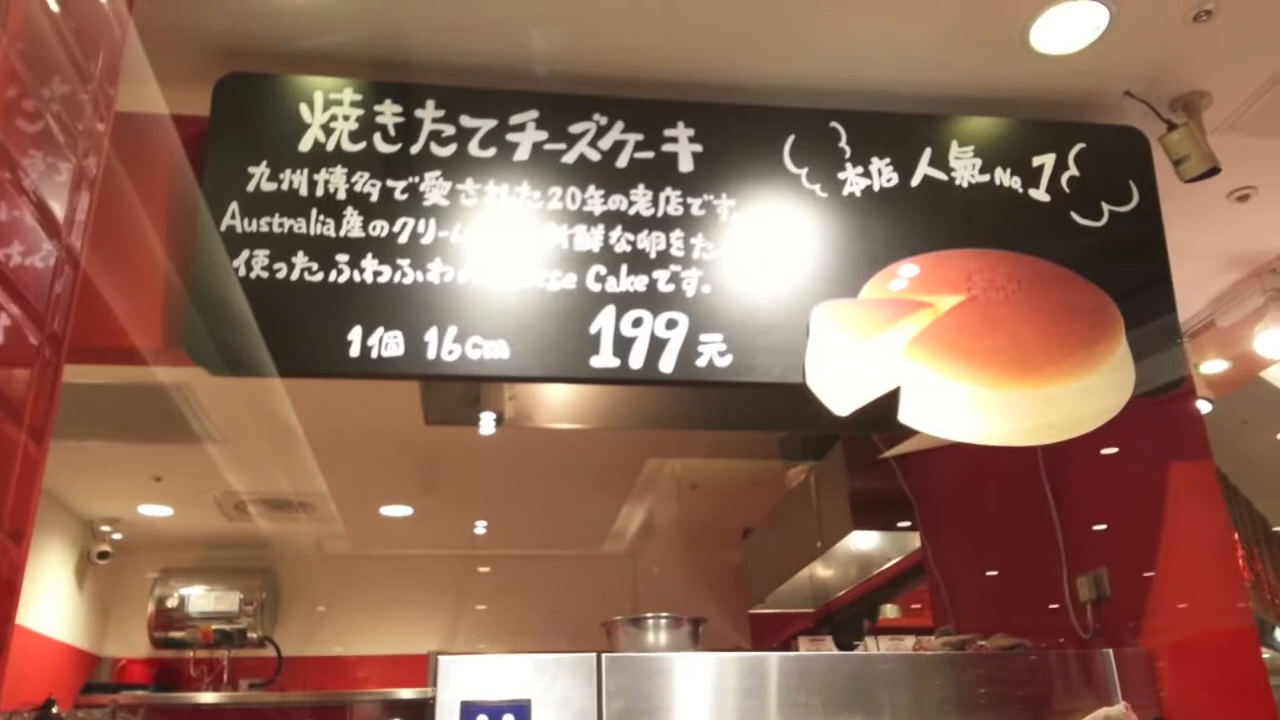 焼きたてチーズケーキ
九州博多で愛された20年の老店です。
Australia産のクリーム 新鮮な卵をた
使ったふわふわ Cakeです。
1個 16cm 199元
本店 人氣 No.1